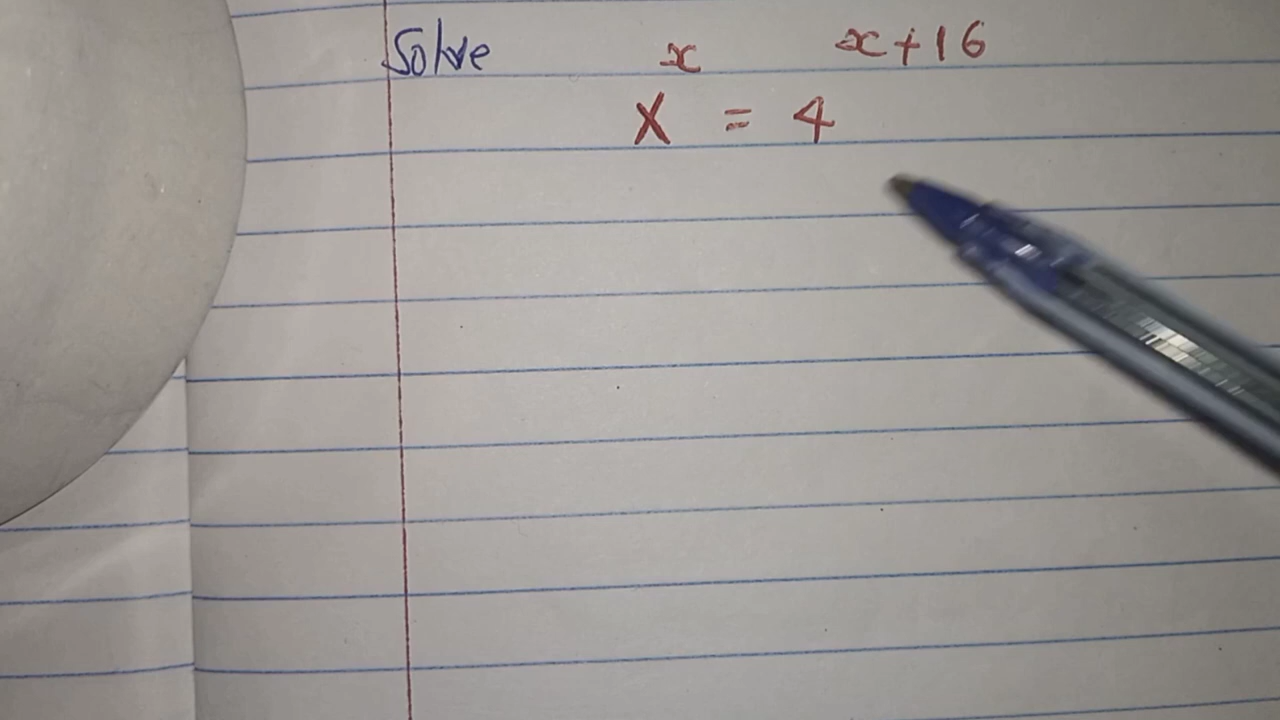 Solve
x^x = 4^(x+16)